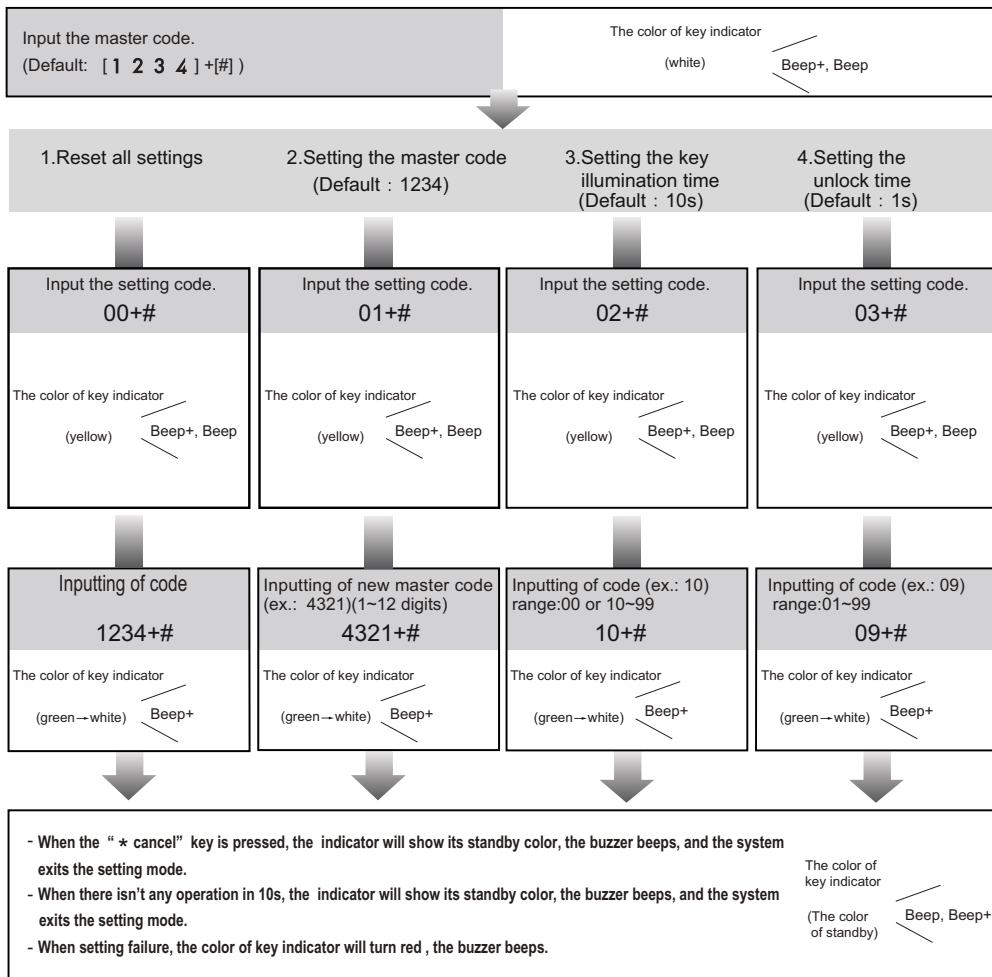 Input the master code.
(Default: [ 1 2 3 4 ] +[#] )
The color of key indicator
(white)
Beep+, Beep
1.Reset all settings
2.Setting the master code
(Default : 1234)
3.Setting the key
illumination time
(Default : 10s)
4.Setting the
unlock time
(Default : 1s)
Input the setting code.
00+#
The color of key indicator
(yellow)
Beep+, Beep
Input the setting code.
01+#
The color of key indicator
(yellow)
Beep+, Beep
Input the setting code.
02+#
The color of key indicator
(yellow)
Beep+, Beep
Input the setting code.
03+#
The color of key indicator
(yellow)
Beep+, Beep
Inputting of code
1234+#
The color of key indicator
(green→white)
Beep+
Inputting of new master code
(ex.: 4321)(1~12 digits)
4321+#
The color of key indicator
(green→white)
Beep+
Inputting of code (ex.: 10)
range:00 or 10~99
10+#
The color of key indicator
(green→white)
Beep+
Inputting of code (ex.: 09)
range:01~99
09+#
The color of key indicator
(green→white)
Beep+
- When the “ * cancel” key is pressed, the indicator will show its standby color, the buzzer beeps, and the system
exits the setting mode.
- When there isn't any operation in 10s, the indicator will show its standby color, the buzzer beeps, and the system
exits the setting mode.
- When setting failure, the color of key indicator will turn red , the buzzer beeps.
The color of
key indicator
(The color
of standby)
Beep, Beep+